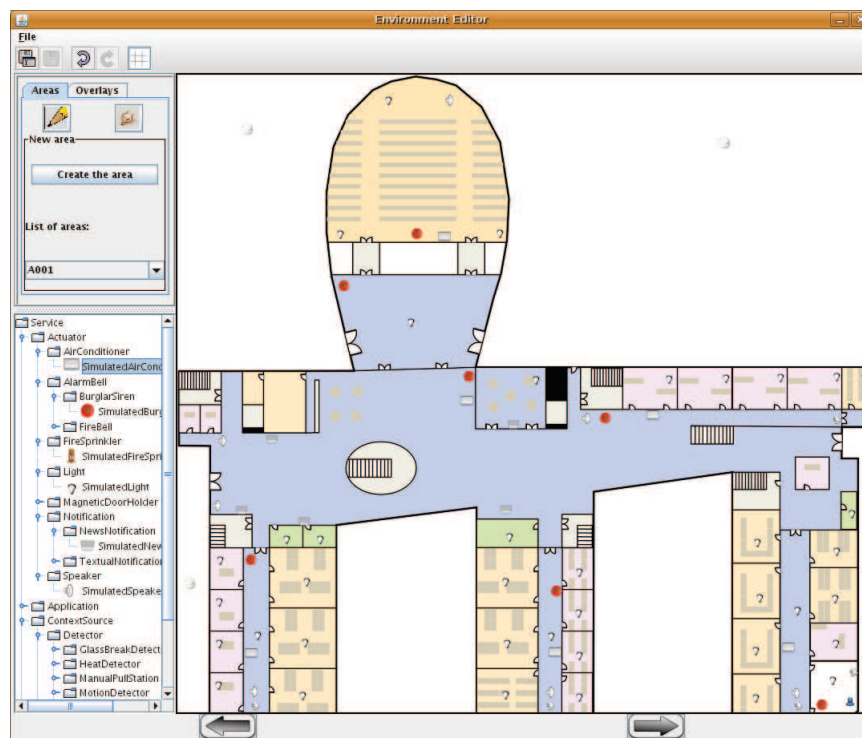 Environment Editor
File
Areas
Overlays
New area
Create the area
List of areas:
A001
Service
Actuator
AirConditioner
SimulatedAirCond
AlarmBell
BurglarSiren
SimulatedBurg
FireBell
FireSprinkler
SimulatedFireSpri
Light
SimulatedLight
MagneticDoorHolder
Notification
NewsNotification
SimulatedNew
TextualNotification
Speaker
SimulatedSpeake
Application
ContextSource
Detector
GlassBreakDetect
HeatDetector
ManualPullStation
MotionDetector